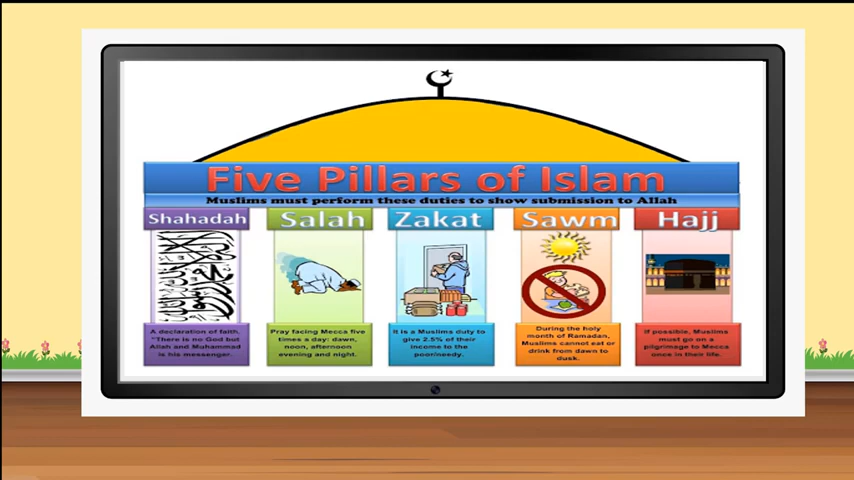 Five Pillars of Islam
Muslims must perform these duties to show submission to Allah
Shahadah
A declaration of faith.
"There is no God but
Allah and Muhammad
is his messenger.
Salah
Pray facing Mecca five
times a day: dawn,
noon, afternoon
evening and night.
Zakat
It is a Muslims duty to
give 2.5% of their
income to the
poor/needy.
Sawm
During the holy
month of Ramadan,
Muslims cannot eat or
drink from dawn to
dusk.
Hajj
If possible, Muslims
must go on a
pilgrimage to Mecca
once in their life.